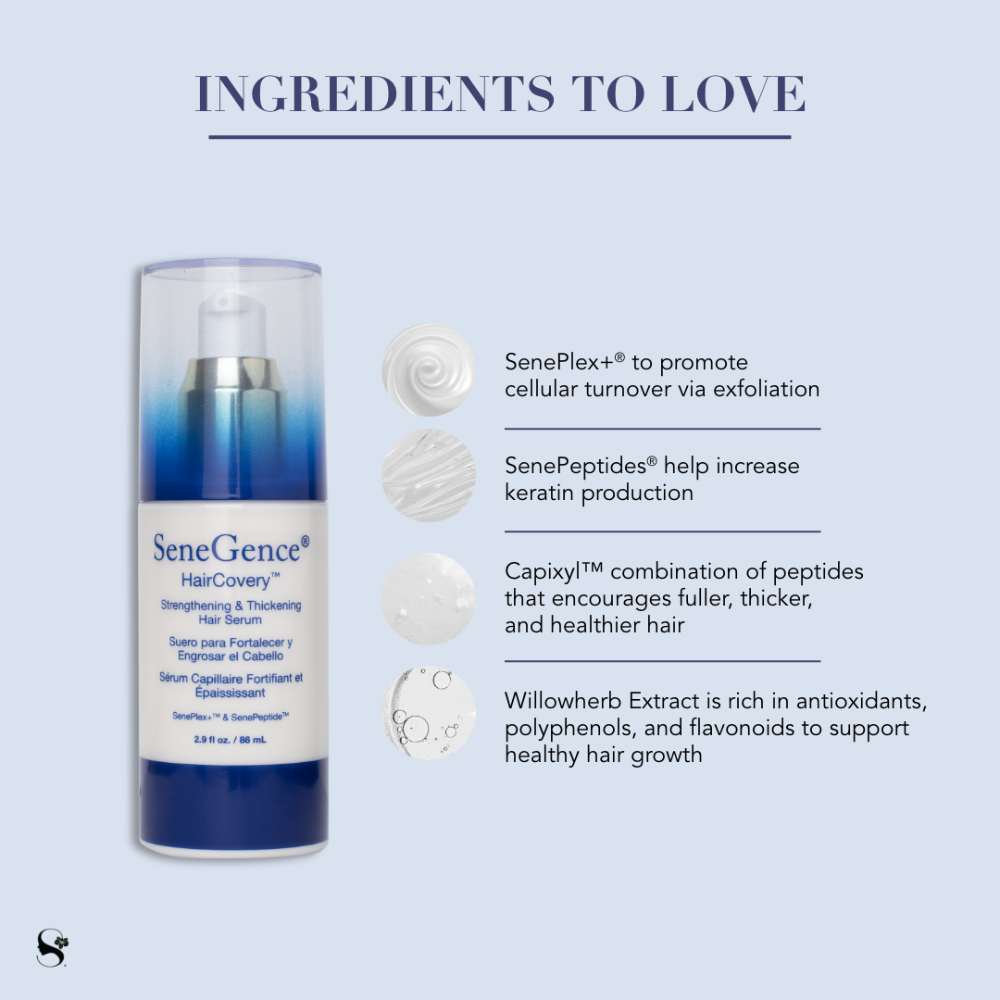 INGREDIENTS TO LOVE
SeneGence®
HairCovery™
Strengthening & Thickening
Hair Serum
Suero para Fortalecer y
Engrosar el Cabello
Sérum Capillaire Fortifiant et
Épaississant
SenePlex+™ & SenePeptide™
2.9 fl oz. / 86 mL
SenePlex+® to promote
cellular turnover via exfoliation
SenePeptides® help increase
keratin production
Capixyl™ combination of peptides
that encourages fuller, thicker,
and healthier hair
Willowherb Extract is rich in antioxidants,
polyphenols, and flavonoids to support
healthy hair growth